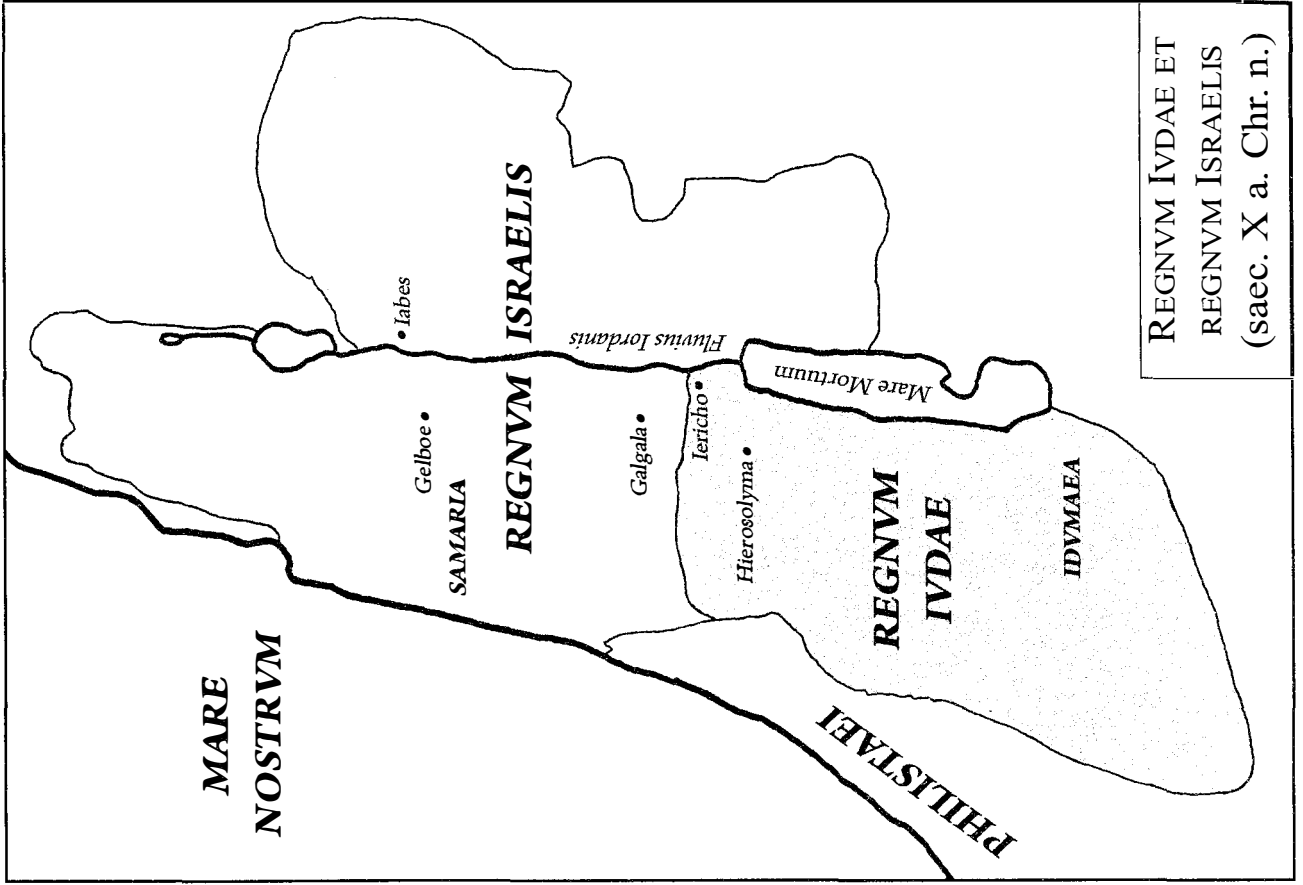 REGNVM IVDAE ET
REGNVM ISRAELIS
(saec. X a. Chr. n.)
MARE
NOSTRVM
Iabes
Gelboe
SAMARIA
REGNVM ISRAELIS
Fluvius Iordanis
Galgala
Iericho
Hierosolyma
Mare Mortuum
REGNVM
IVDAE
IDVMAEA
PHILISTAEI